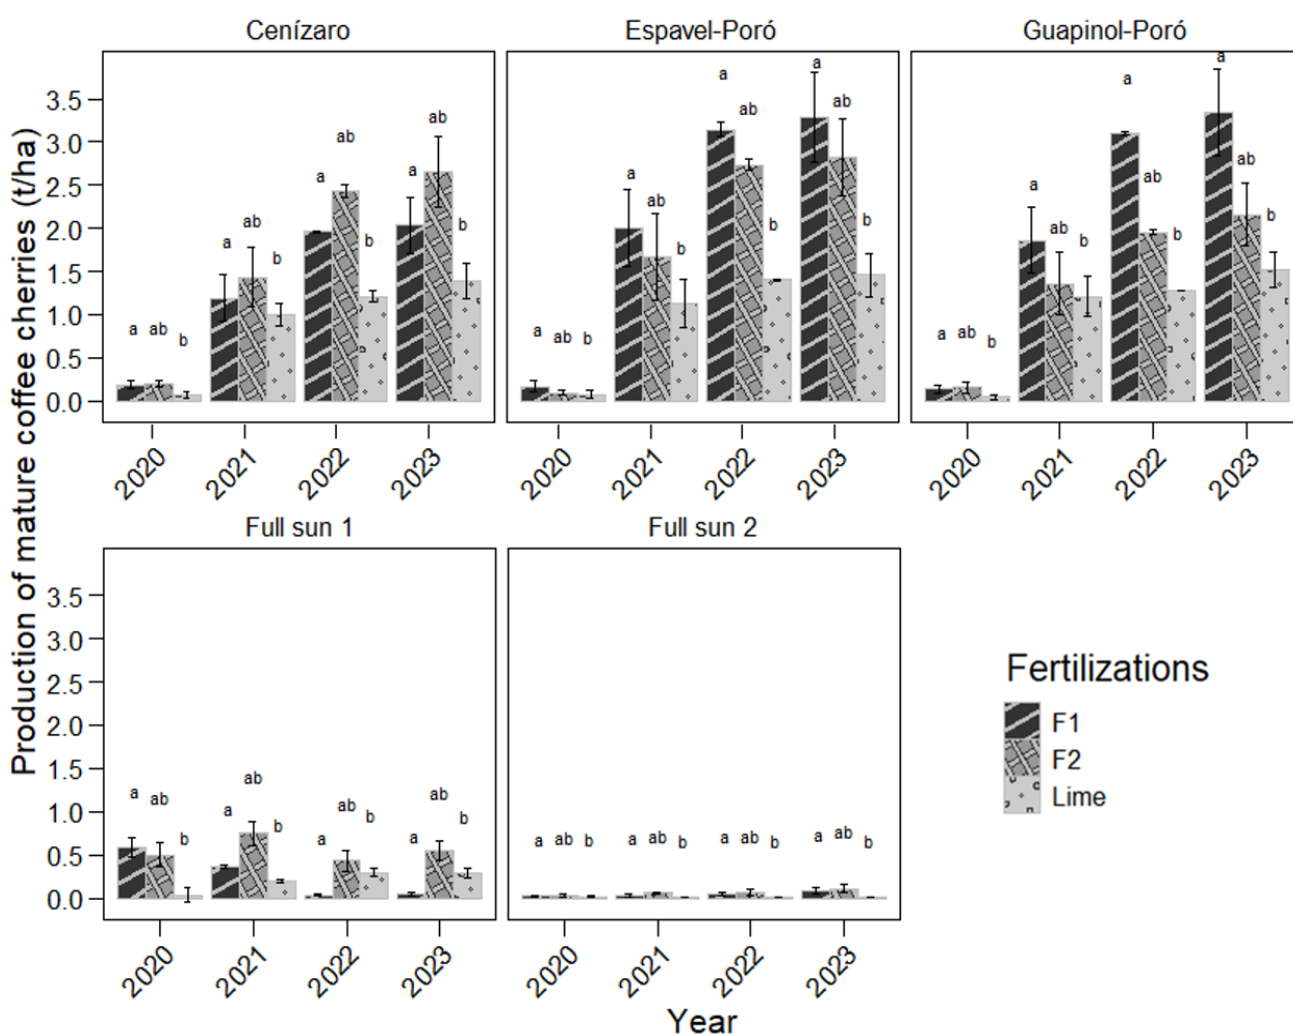 Cenízaro
Espavel-Poró
Guapinol-Poró
Production of mature coffee cherries (t/ha)
3.5
3.0
2.5
2.0
1.5
1.0
0.5
0.0
a ab b
a ab b
a ab b
a ab b
2020 2021 2022 2023
a ab b
a ab b
a ab b
a ab b
2020 2021 2022 2023
a ab b
a ab b
a ab b
a ab b
2020 2021 2022 2023
Full sun 1
Full sun 2
3.5
3.0
2.5
2.0
1.5
1.0
0.5
0.0
a ab b
a ab b
a ab b
a ab b
2020 2021 2022 2023
a ab b
a ab b
a ab b
a ab b
2020 2021 2022 2023
Year
Fertilizations
F1
F2
Lime